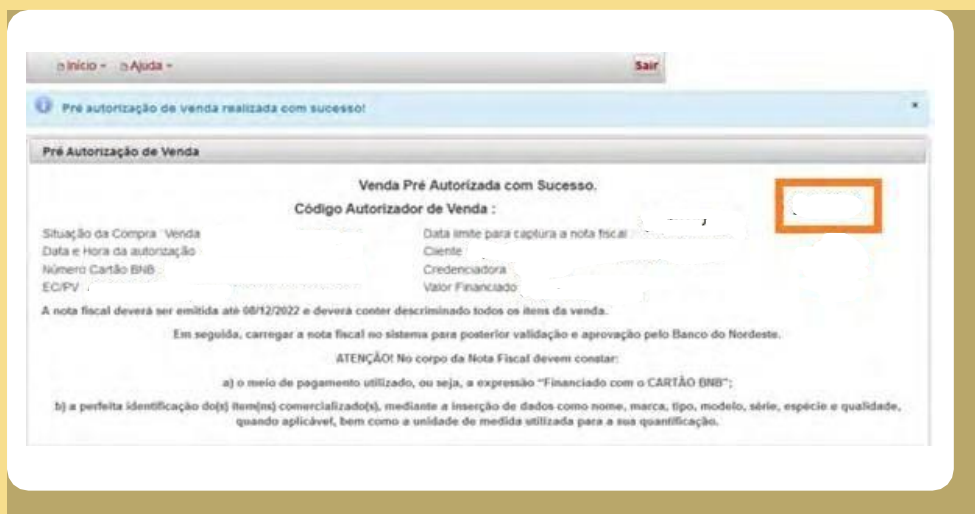 Início Ajuda Sair
Pré autorização de venda realizada com sucesso!
Pré Autorização de Venda
Venda Pré Autorizada com Sucesso.
Código Autorizador de Venda :
Situação da Compra : Venda
Data limite para captura a nota fiscal
Data e Hora da autorização
Cliente
Número Cartão BNB
Credenciadora
EC/PV
Valor Financiado
A nota fiscal deverá ser emitida até 08/12/2022 e deverá conter descriminado todos os itens da venda.
Em seguida, carregar a nota fiscal no sistema para posterior validação e aprovação pelo Banco do Nordeste.
ATENÇÃO! No corpo da Nota Fiscal devem constar:
a) o meio de pagamento utilizado, ou seja, a expressão "Financiado com o CARTÃO BNB";
b) a perfeita identificação do(s) item(ns) comercializado(s), mediante a inserção de dados como nome, marca, tipo, modelo, série, espécie e qualidade,
quando aplicável, bem como a unidade de medida utilizada para a sua quantificação.